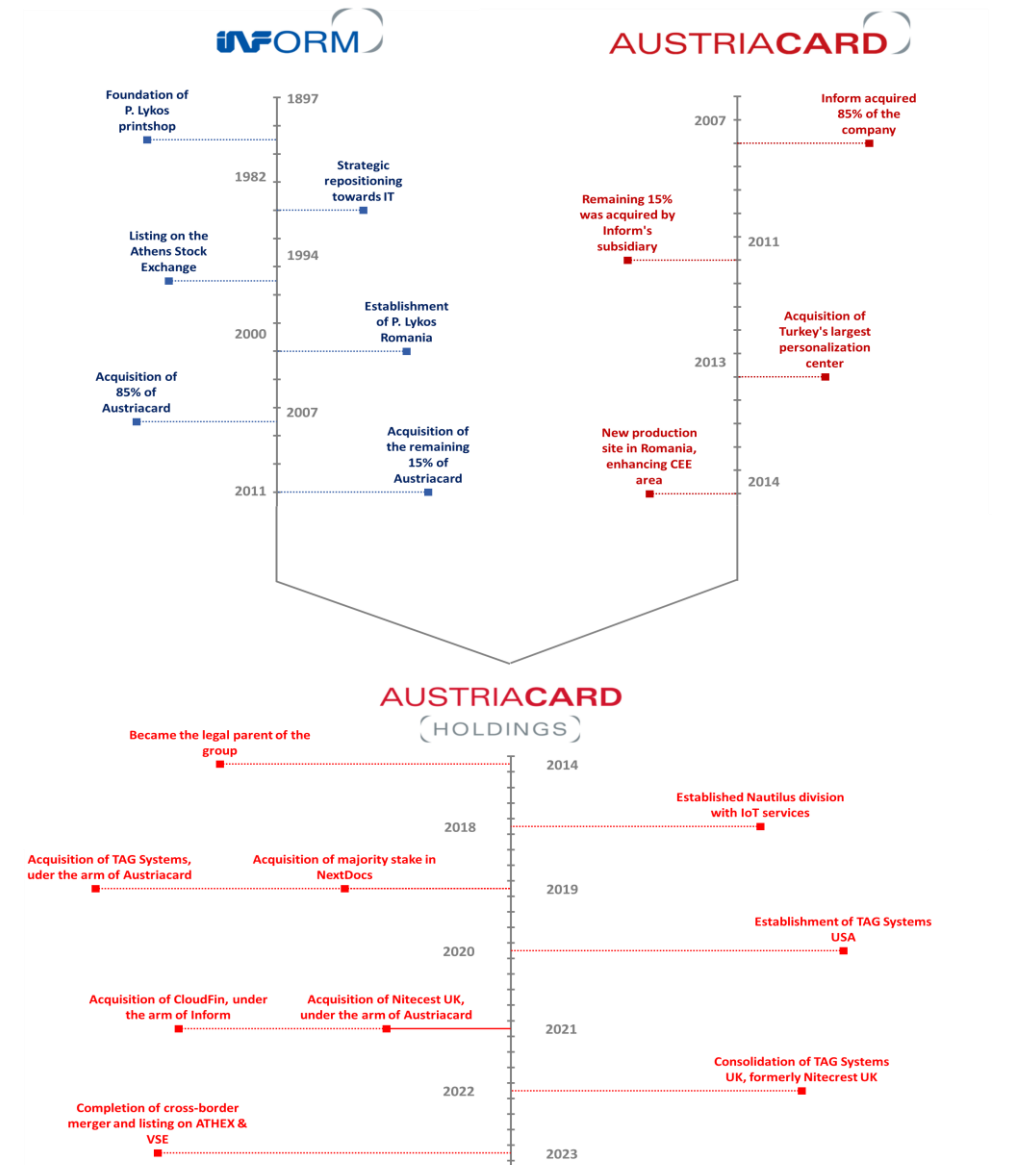 INFORM
1897
Foundation of
P. Lykos
printshop
1982
Strategic
repositioning
towards IT
Listing on the
Athens Stock
Exchange
1994
Establishment
of P. Lykos
Romania
2000
Acquisition of
85% of
Austriacard
2007
Acquisition of
the remaining
15% of
Austriacard
2011
AUSTRIACARD
Inform acquired
85% of the
company
2007
Remaining 15%
was acquired by
Inform's
subsidiary
2011
Acquisition of
Turkey's largest
personalization
center
2013
New production
site in Romania,
enhancing CEE
area
2014
AUSTRIACARD
HOLDINGS
Became the legal parent of the
group
2014
Established Nautilus division
with IoT services
2018
Acquisition of TAG Systems,
uder the arm of Austriacard
Acquisition of majority stake in
NextDocs
2019
Establishment of TAG Systems
USA
2020
Acquisition of CloudFin, under
the arm of Inform
Acquisition of Nitecest UK,
under the arm of Austriacard
2021
Consolidation of TAG Systems
UK, formerly Nitecrest UK
2022
Completion of cross-border
merger and listing on ATHEX &
VSE
2023